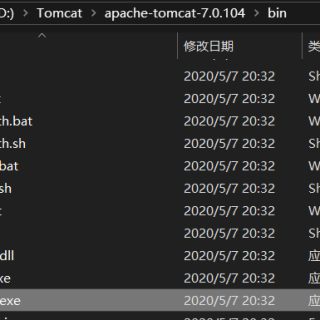 D:) > Tomcat > apache-tomcat-7.0.104 > bin
修改日期 类
2020/5/7 20:32 Sh
t 2020/5/7 20:32 W
th.bat 2020/5/7 20:32 W
th.sh 2020/5/7 20:32 Sh
bat 2020/5/7 20:32 W
sh 2020/5/7 20:32 Sh
t 2020/5/7 20:32 W
2020/5/7 20:32 Sh
dll 2020/5/7 20:32 应
xe 2020/5/7 20:32 应
exe 2020/5/7 20:32 应